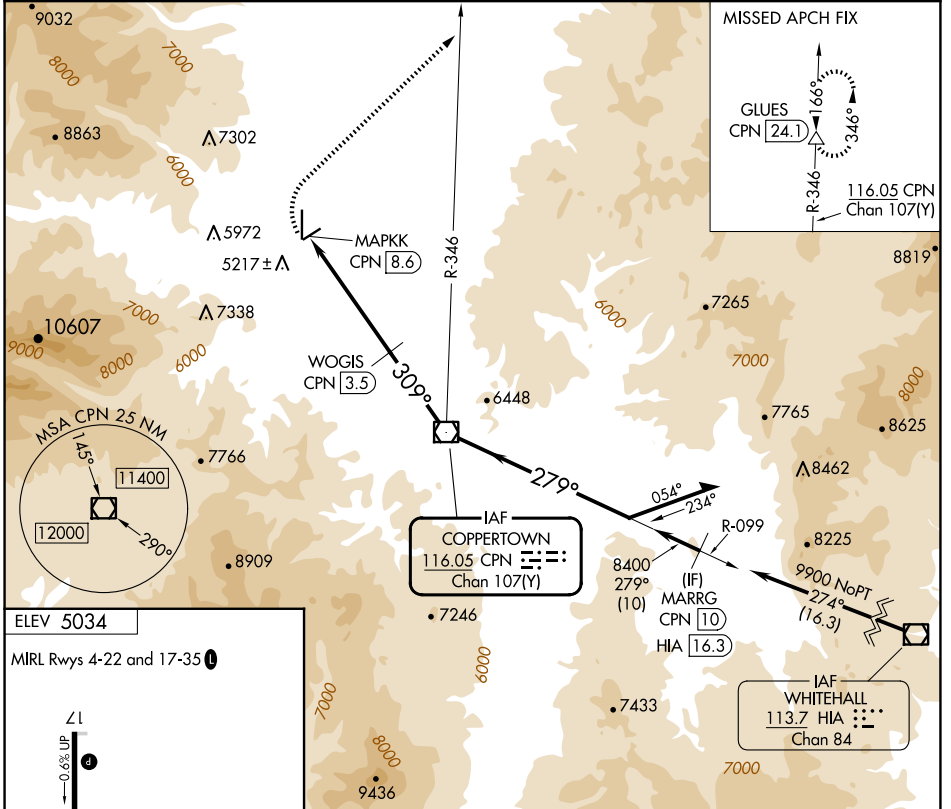 9032
7000
8000
8863
7302
6000
5972
5217±
MAPKK
CPN 8.6
R-346
7338
7000
10607
9000
8000
6000
WOGIS
CPN 3.5
309°
6448
MISSED APCH FIX
GLUES
CPN 24.1
166°
346°
R-346
116.05 CPN
Chan 107(Y)
8819
7265
6000
7000
8000
7765
8625
8462
MSA CPN 25 NM
145°
11400
12000
290°
7766
8909
279°
054°
234°
R-099
8225
IAF
COPPERTOWN
116.05 CPN
Chan 107(Y)
8400
279°
(10)
(IF)
MARRG
CPN 10
HIA 16.3
9900 NoPT
274°
(16.3)
7246
6000
7433
IAF
WHITEHALL
113.7 HIA
Chan 84
7000
7000
8000
9436
ELEV 5034
MIRL Rwys 4-22 and 17-35 L
17
0.6% UP
P